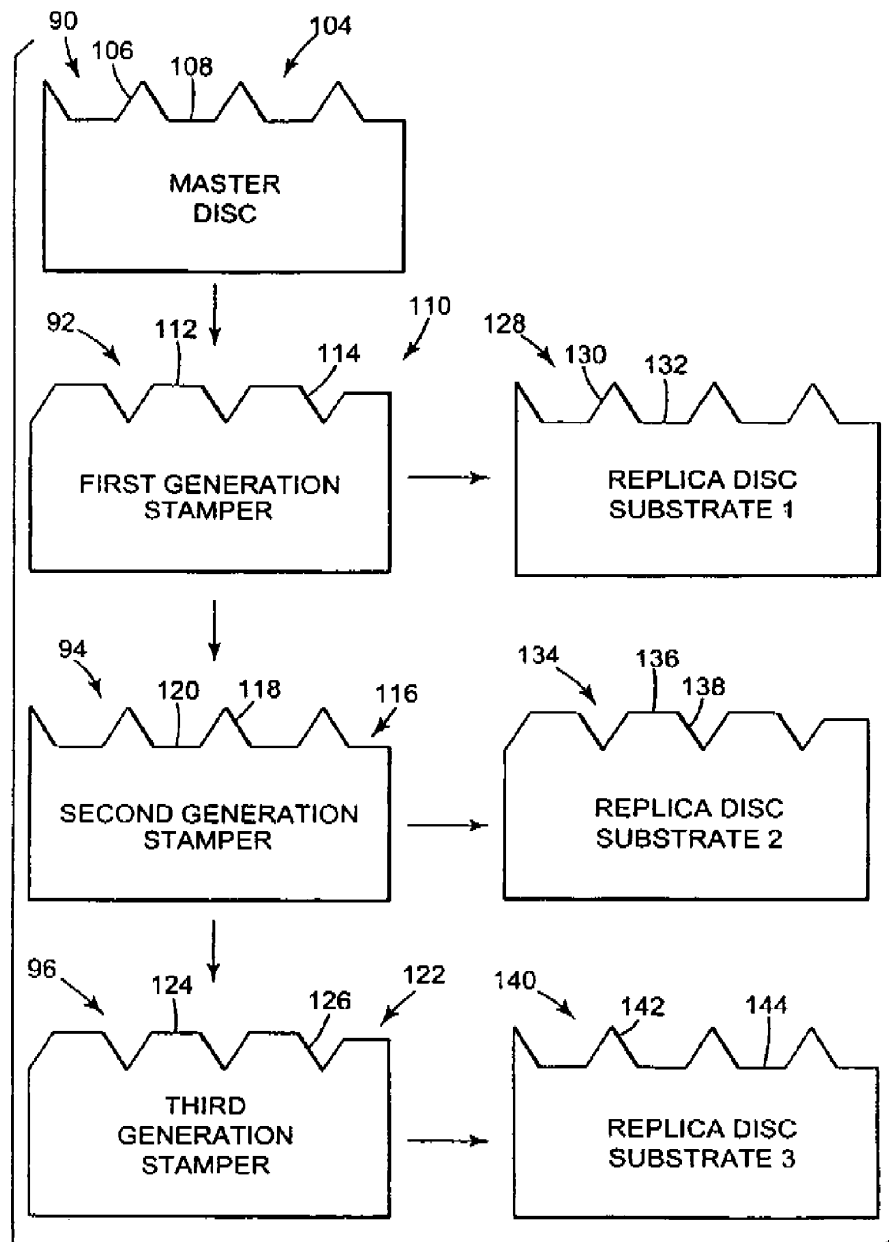 90
106
108
104
MASTER
DISC
92
112
114
110
FIRST GENERATION
STAMPER
128
130
132
REPLICA DISC
SUBSTRATE 1
94
120
118
116
SECOND GENERATION
STAMPER
134
136
138
REPLICA DISC
SUBSTRATE 2
96
124
126
122
THIRD
GENERATION
STAMPER
140
142
144
REPLICA DISC
SUBSTRATE 3